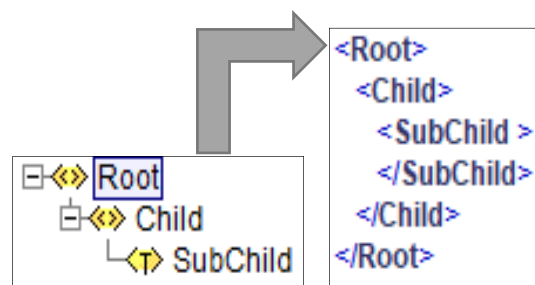 Root
Child
T SubChild
<Root>
<Child>
<SubChild >
</SubChild>
</Child>
</Root>